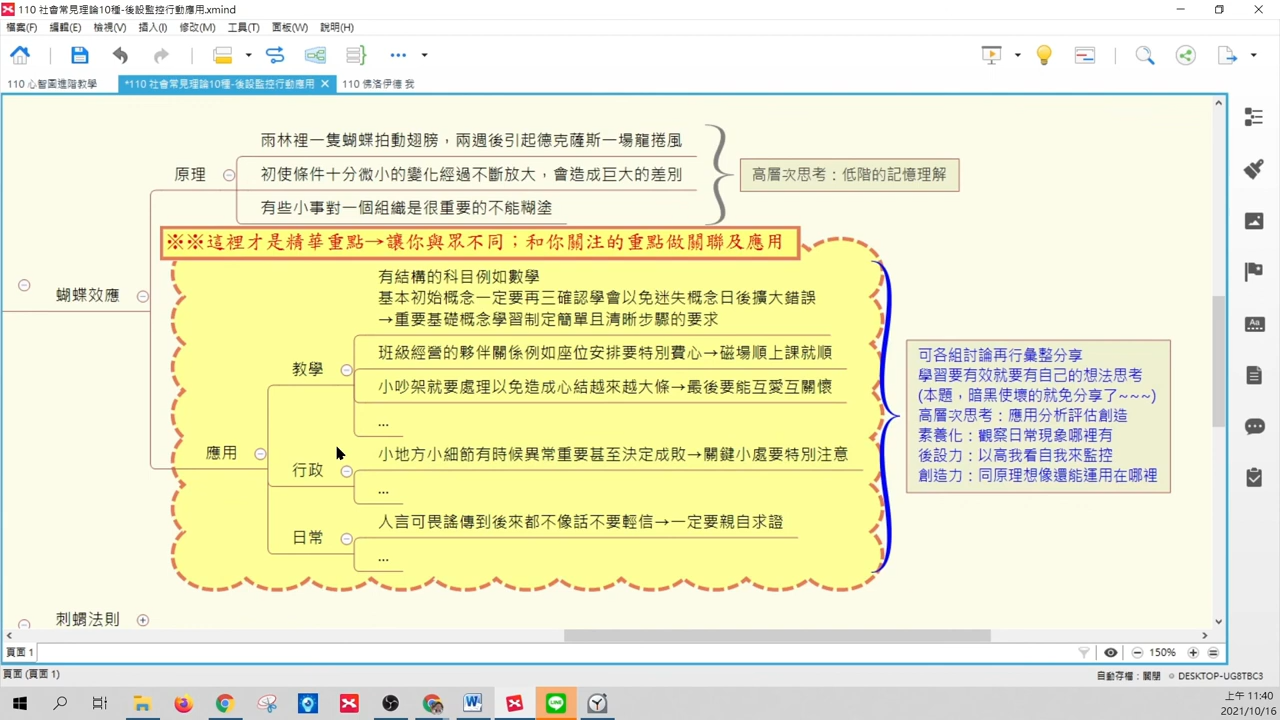 110 社會常見理論10種-後設監控行動應用.xmind
檔案(F) 編輯(E) 檢視(V) 插入(I) 修改(M) 工具(T) 面板(W) 說明(H)
110 心智圖進階教學 *110 社會常見理論10種-後設監控行動應用 110 佛洛伊德 我
雨林裡一隻蝴蝶拍動翅膀，兩週後引起德克薩斯一場龍捲風
原理
初使條件十分微小的變化經過不斷放大，會造成巨大的差別
高層次思考：低階的記憶理解
有些小事對一個組織是很重要的不能糊塗
※※這裡才是精華重點→讓你與眾不同；和你關注的重點做關聯及應用
蝴蝶效應
有結構的科目例如數學
基本初始概念一定要再三確認學會以免迷失概念日後擴大錯誤
→重要基礎概念學習制定簡單且清晰步驟的要求
教學
班級經營的夥伴關係例如座位安排要特別費心→磁場順上課就順
小吵架就要處理以免造成心結越來越大條→最後要能互愛互關懷
...
應用
行政
小地方小細節有時候異常重要甚至決定成敗→關鍵小處要特別注意
...
日常
人言可畏謠傳到後來都不像話不要輕信→一定要親自求證
...
可各組討論再行彙整分享
學習要有效就要有自己的想法思考
(本題，暗黑使壞的就免分享了~~~)
高層次思考：應用分析評估創造
素養化：觀察日常現象哪裡有
後設力：以高我看自我來監控
創造力：同原理想像還能運用在哪裡
刺蝟法則
頁面 1
150%
頁面 (頁面 1)
自動存檔：關閉 DESKTOP-UG8TBC3
上午 11:40
2021/10/16